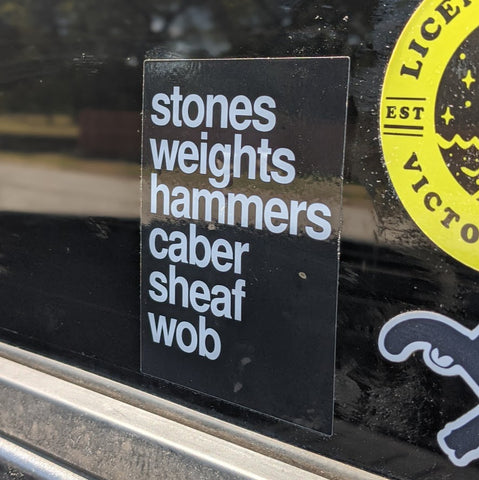 stones
weights
hammers
caber
sheaf
wob
EST